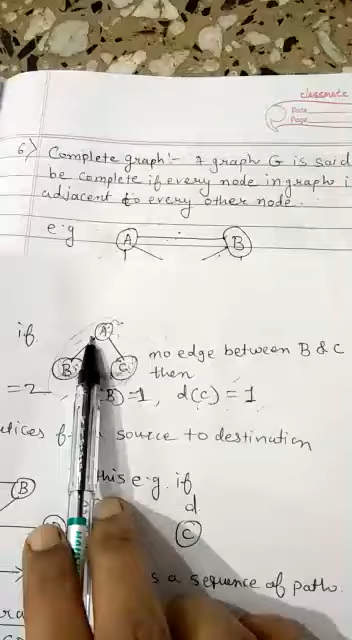 classmate
Date
Page
6> Complete graph:- A graph G is said
be complete if every node in graph i
adjacent to every other node.
e.g
A B
if A
B C no edge between B & C
then
=2 B) =1, d(c) = 1
source to destination
this e.g. if
B
d
C
s a sequence of path.